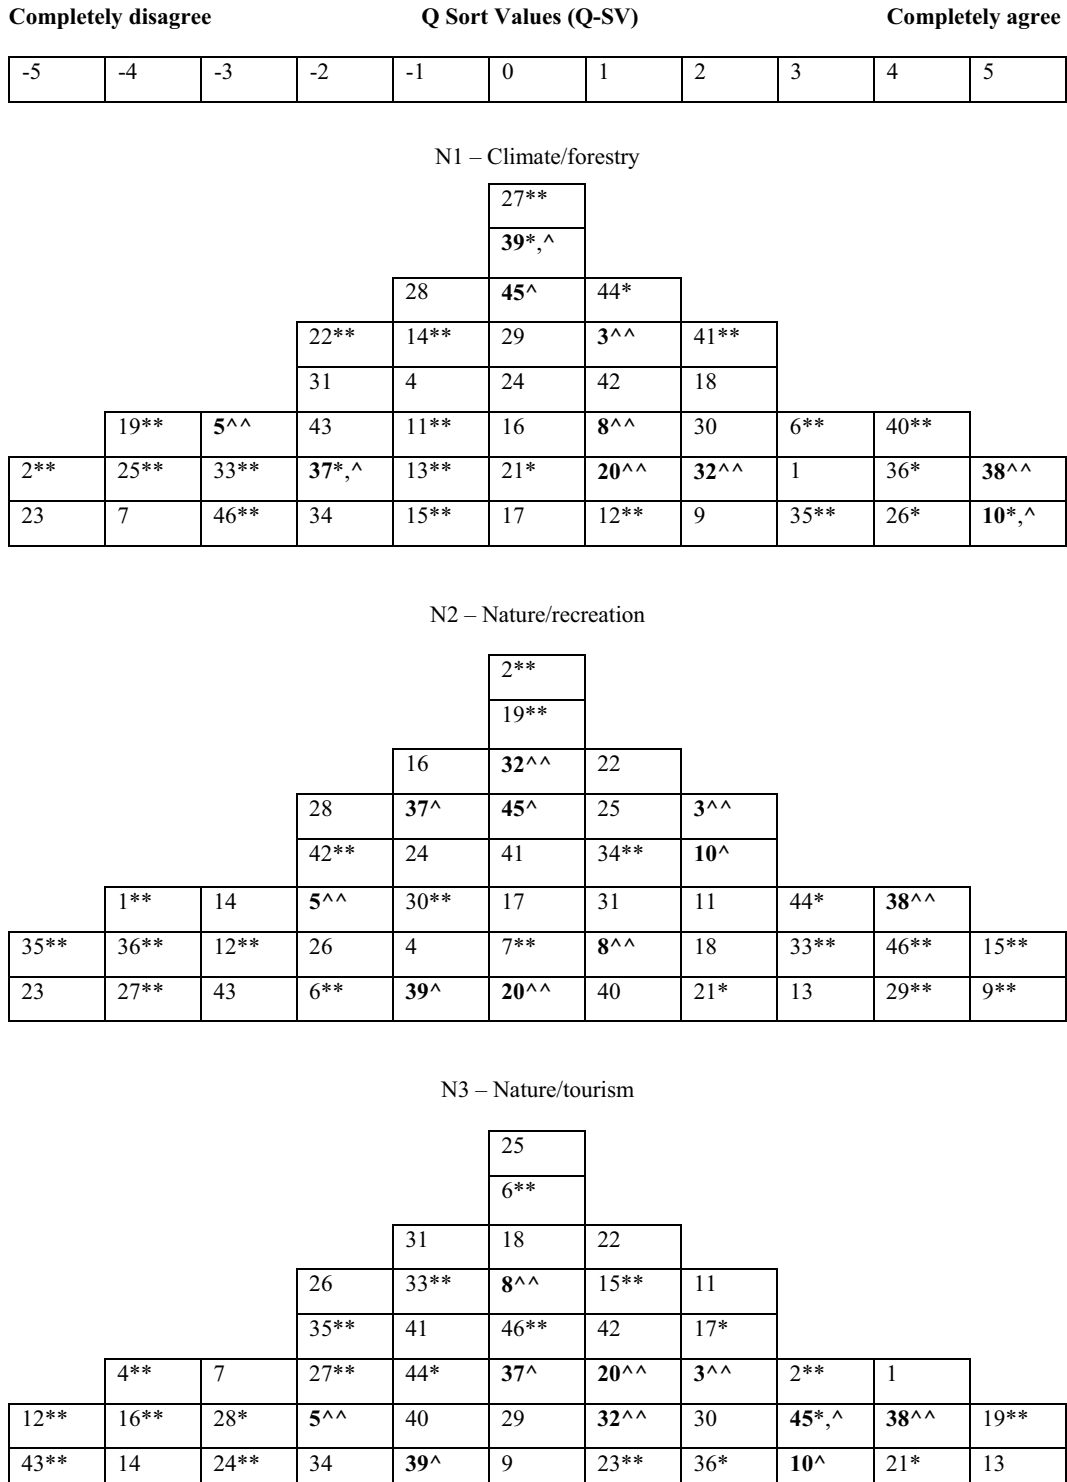 Completely disagree Q Sort Values (Q-SV) Completely agree
-5 -4 -3 -2 -1 0 1 2 3 4 5
N1 – Climate/forestry
27**
39*,^
28 45^ 44*
22** 14** 29 3^^ 41**
31 4 24 42 18
19** 5^^ 43 11** 16 8^^ 30 6** 40**
2** 25** 33** 37*,^ 13** 21* 20^^ 32^^ 1 36* 38^^
23 7 46** 34 15** 17 12** 9 35** 26* 10*,^
N2 – Nature/recreation
2**
19**
16 32^^ 22
28 37^ 45^ 25 3^^
42** 24 41 34** 10^
1** 14 5^^ 30** 17 31 11 44* 38^^
35** 36** 12** 26 4 7** 8^^ 18 33** 46** 15**
23 27** 43 6** 39^ 20^^ 40 21* 13 29** 9**
N3 – Nature/tourism
25
6**
31 18 22
26 33** 8^^ 15** 11
35** 41 46** 42 17*
4** 7 27** 44* 37^ 20^^ 3^^ 2** 1
12** 16** 28* 5^^ 40 29 32^^ 30 45*,^ 38^^ 19**
43** 14 24** 34 39^ 9 23** 36* 10^ 21* 13